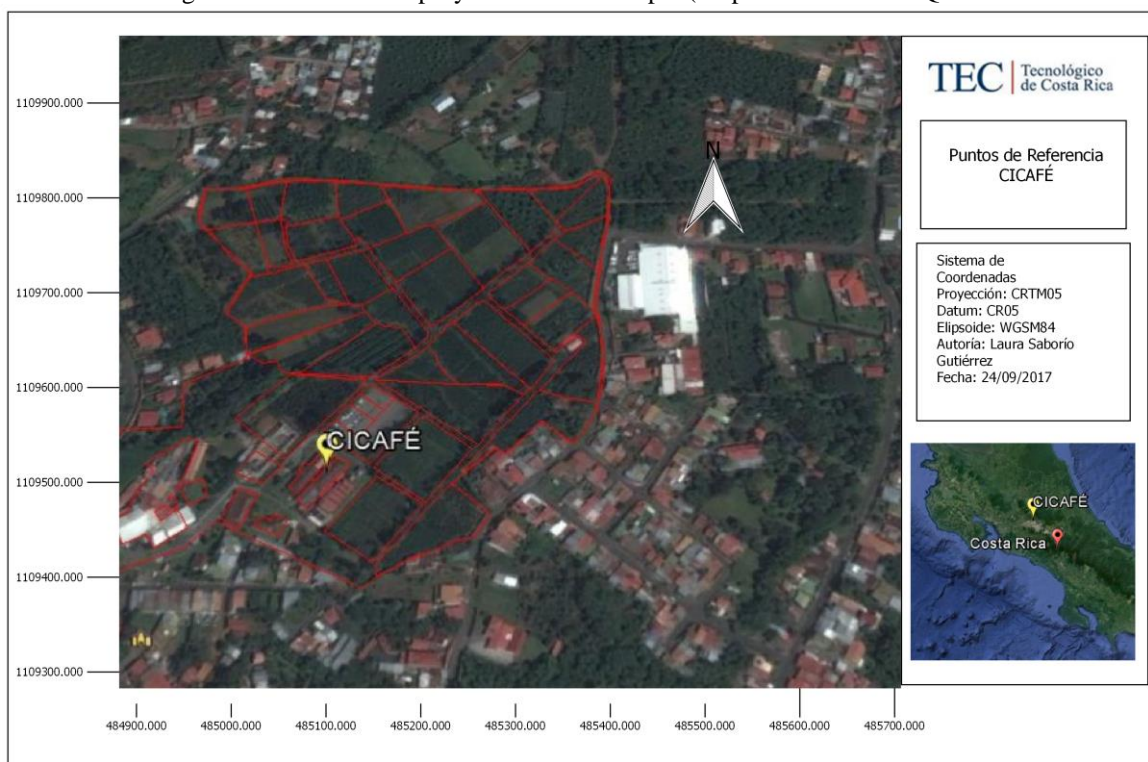 TEC | Tecnológico
de Costa Rica
Puntos de Referencia
CICAFÉ
Sistema de
Coordenadas
Proyección: CRTM05
Datum: CR05
Elipsoide: WGSM84
Autoría: Laura Saborío
Gutiérrez
Fecha: 24/09/2017
N
CICAFÉ
CICAFÉ
Costa Rica
1109900.000
1109800.000
1109700.000
1109600.000
1109500.000
1109400.000
1109300.000
484900.000 485000.000 485100.000 485200.000 485300.000 485400.000 485500.000 485600.000 485700.000